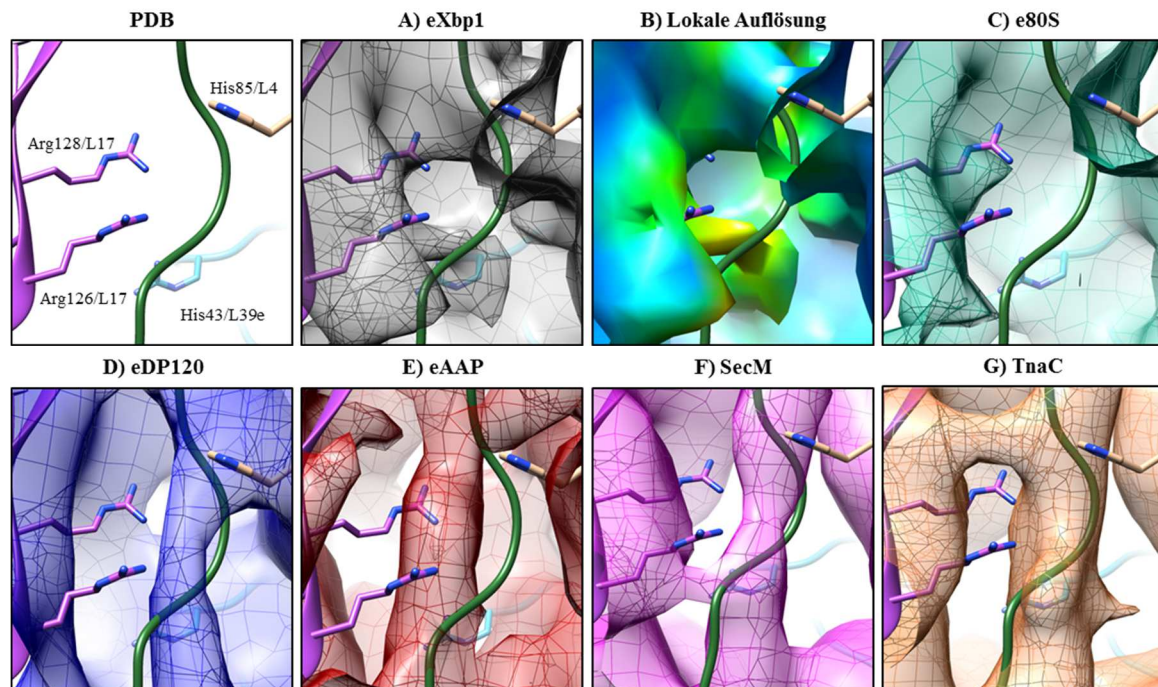 PDB
A) eXbp1
B) Lokale Auflösung
C) e80S
His85/L4
Arg128/L17
Arg126/L17
His43/L39e
D) eDP120
E) eAAP
F) SecM
G) TnaC